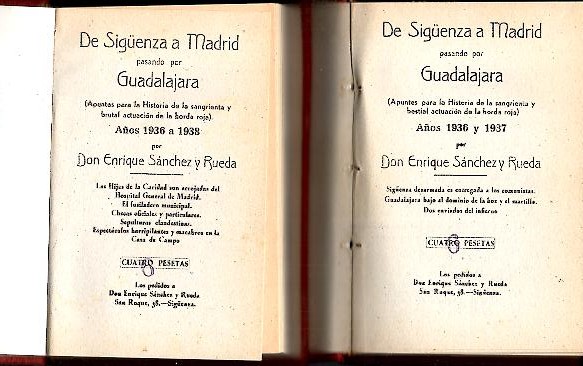 De Sigüenza a Madrid
pasando por
Guadalajara
(Apuntes para la Historia de la sangrienta y
brutal actuación de la horda roja).
Años 1936 a 1938
por
Don Enrique Sánchez y Rueda
Las Hijas de la Caridad son arrojadas del
Hospital General de Madrid.
El fusiladero municipal.
Checas oficiales y particulares.
Sepulturas clandestinas.
Espectáculos horripilantes y macabros en la
Casa de Campo
CUATRO PESETAS
Los pedidos a
Don Enrique Sánchez y Rueda
San Roque, 38.—Sigüenza.
De Sigüenza a Madrid
pasando por
Guadalajara
(Apuntes para la Historia de la sangrienta y
bestial actuación de la horda roja)
Años 1936 y 1937
por
Don Enrique Sánchez y Rueda
Sigüenza desarmada es entregada a los comunistas.
Guadalajara bajo el dominio de la hoz y el martillo.
Dos enviados del infierno
CUATRO PESETAS
Los pedidos a
Don Enrique Sánchez y Rueda
San Roque, 38.—Sigüenza.